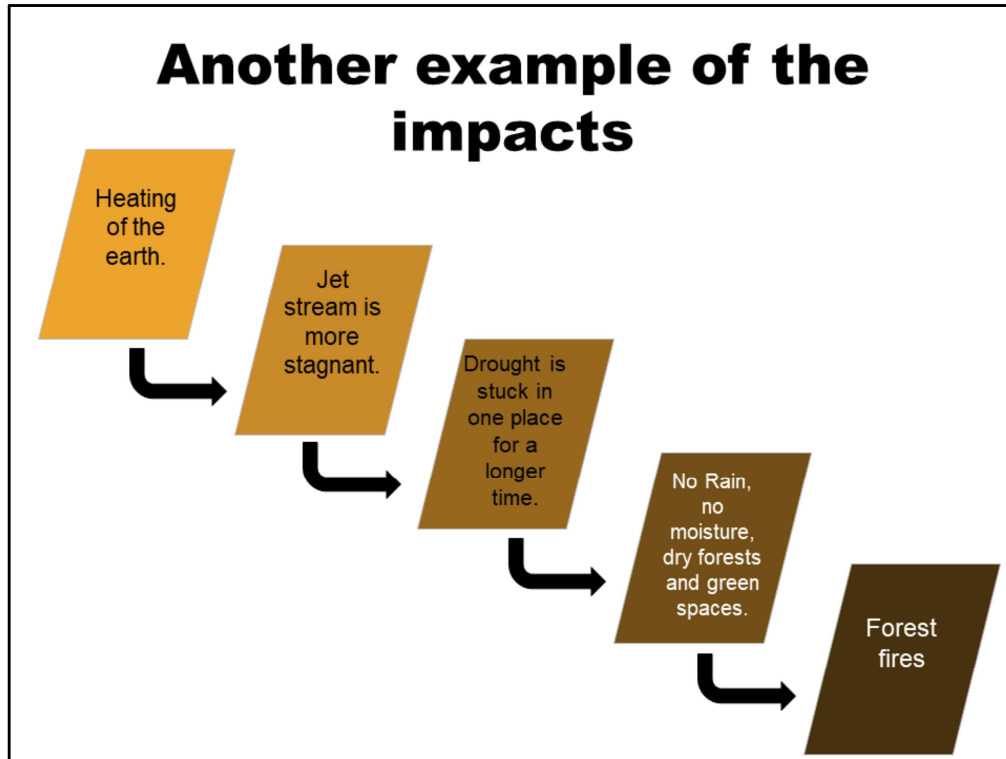 Another example of the
impacts
Heating
of the
earth.
Jet
stream is
more
stagnant.
Drought is
stuck in
one place
for a
longer
time.
No Rain,
no
moisture,
dry forests
and green
spaces.
Forest
fires